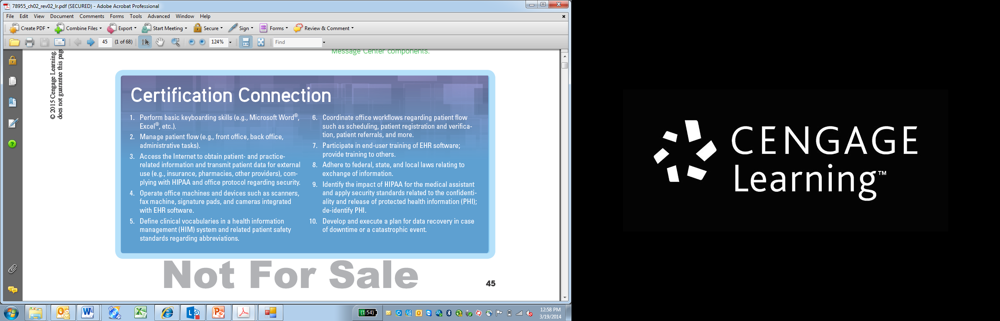 78955_ch02_rev02_lr.pdf (SECURED) - Adobe Acrobat Professional
File Edit View Document Comments Forms Tools Advanced Window Help
Create PDF Combine Files Export Start Meeting Secure Sign Forms Review & Comment
45 (1 of 68) 124% Find
Message Center components.
© 2015 Cengage Learning.
does not guarantee this page
Certification Connection
1. Perform basic keyboarding skills (e.g., Microsoft Word®,
Excel®, etc.).
2. Manage patient flow (e.g., front office, back office,
administrative tasks).
3. Access the Internet to obtain patient- and practice-
related information and transmit patient data for external
use (e.g., insurance, pharmacies, other providers), com-
plying with HIPAA and office protocol regarding security.
4. Operate office machines and devices such as scanners,
fax machine, signature pads, and cameras integrated
with EHR software.
5. Define clinical vocabularies in a health information
management (HIM) system and related patient safety
standards regarding abbreviations.
6. Coordinate office workflows regarding patient flow
such as scheduling, patient registration and verifica-
tion, patient referrals, and more.
7. Participate in end-user training of EHR software;
provide training to others.
8. Adhere to federal, state, and local laws relating to
exchange of information.
9. Identify the impact of HIPAA for the medical assistant
and apply security standards related to the confidenti-
ality and release of protected health information (PHI);
de-identify PHI.
10. Develop and execute a plan for data recovery in case
of downtime or a catastrophic event.
Not For Sale
45
(1:54)
12:58 PM
3/19/2014
CENGAGE
Learning™